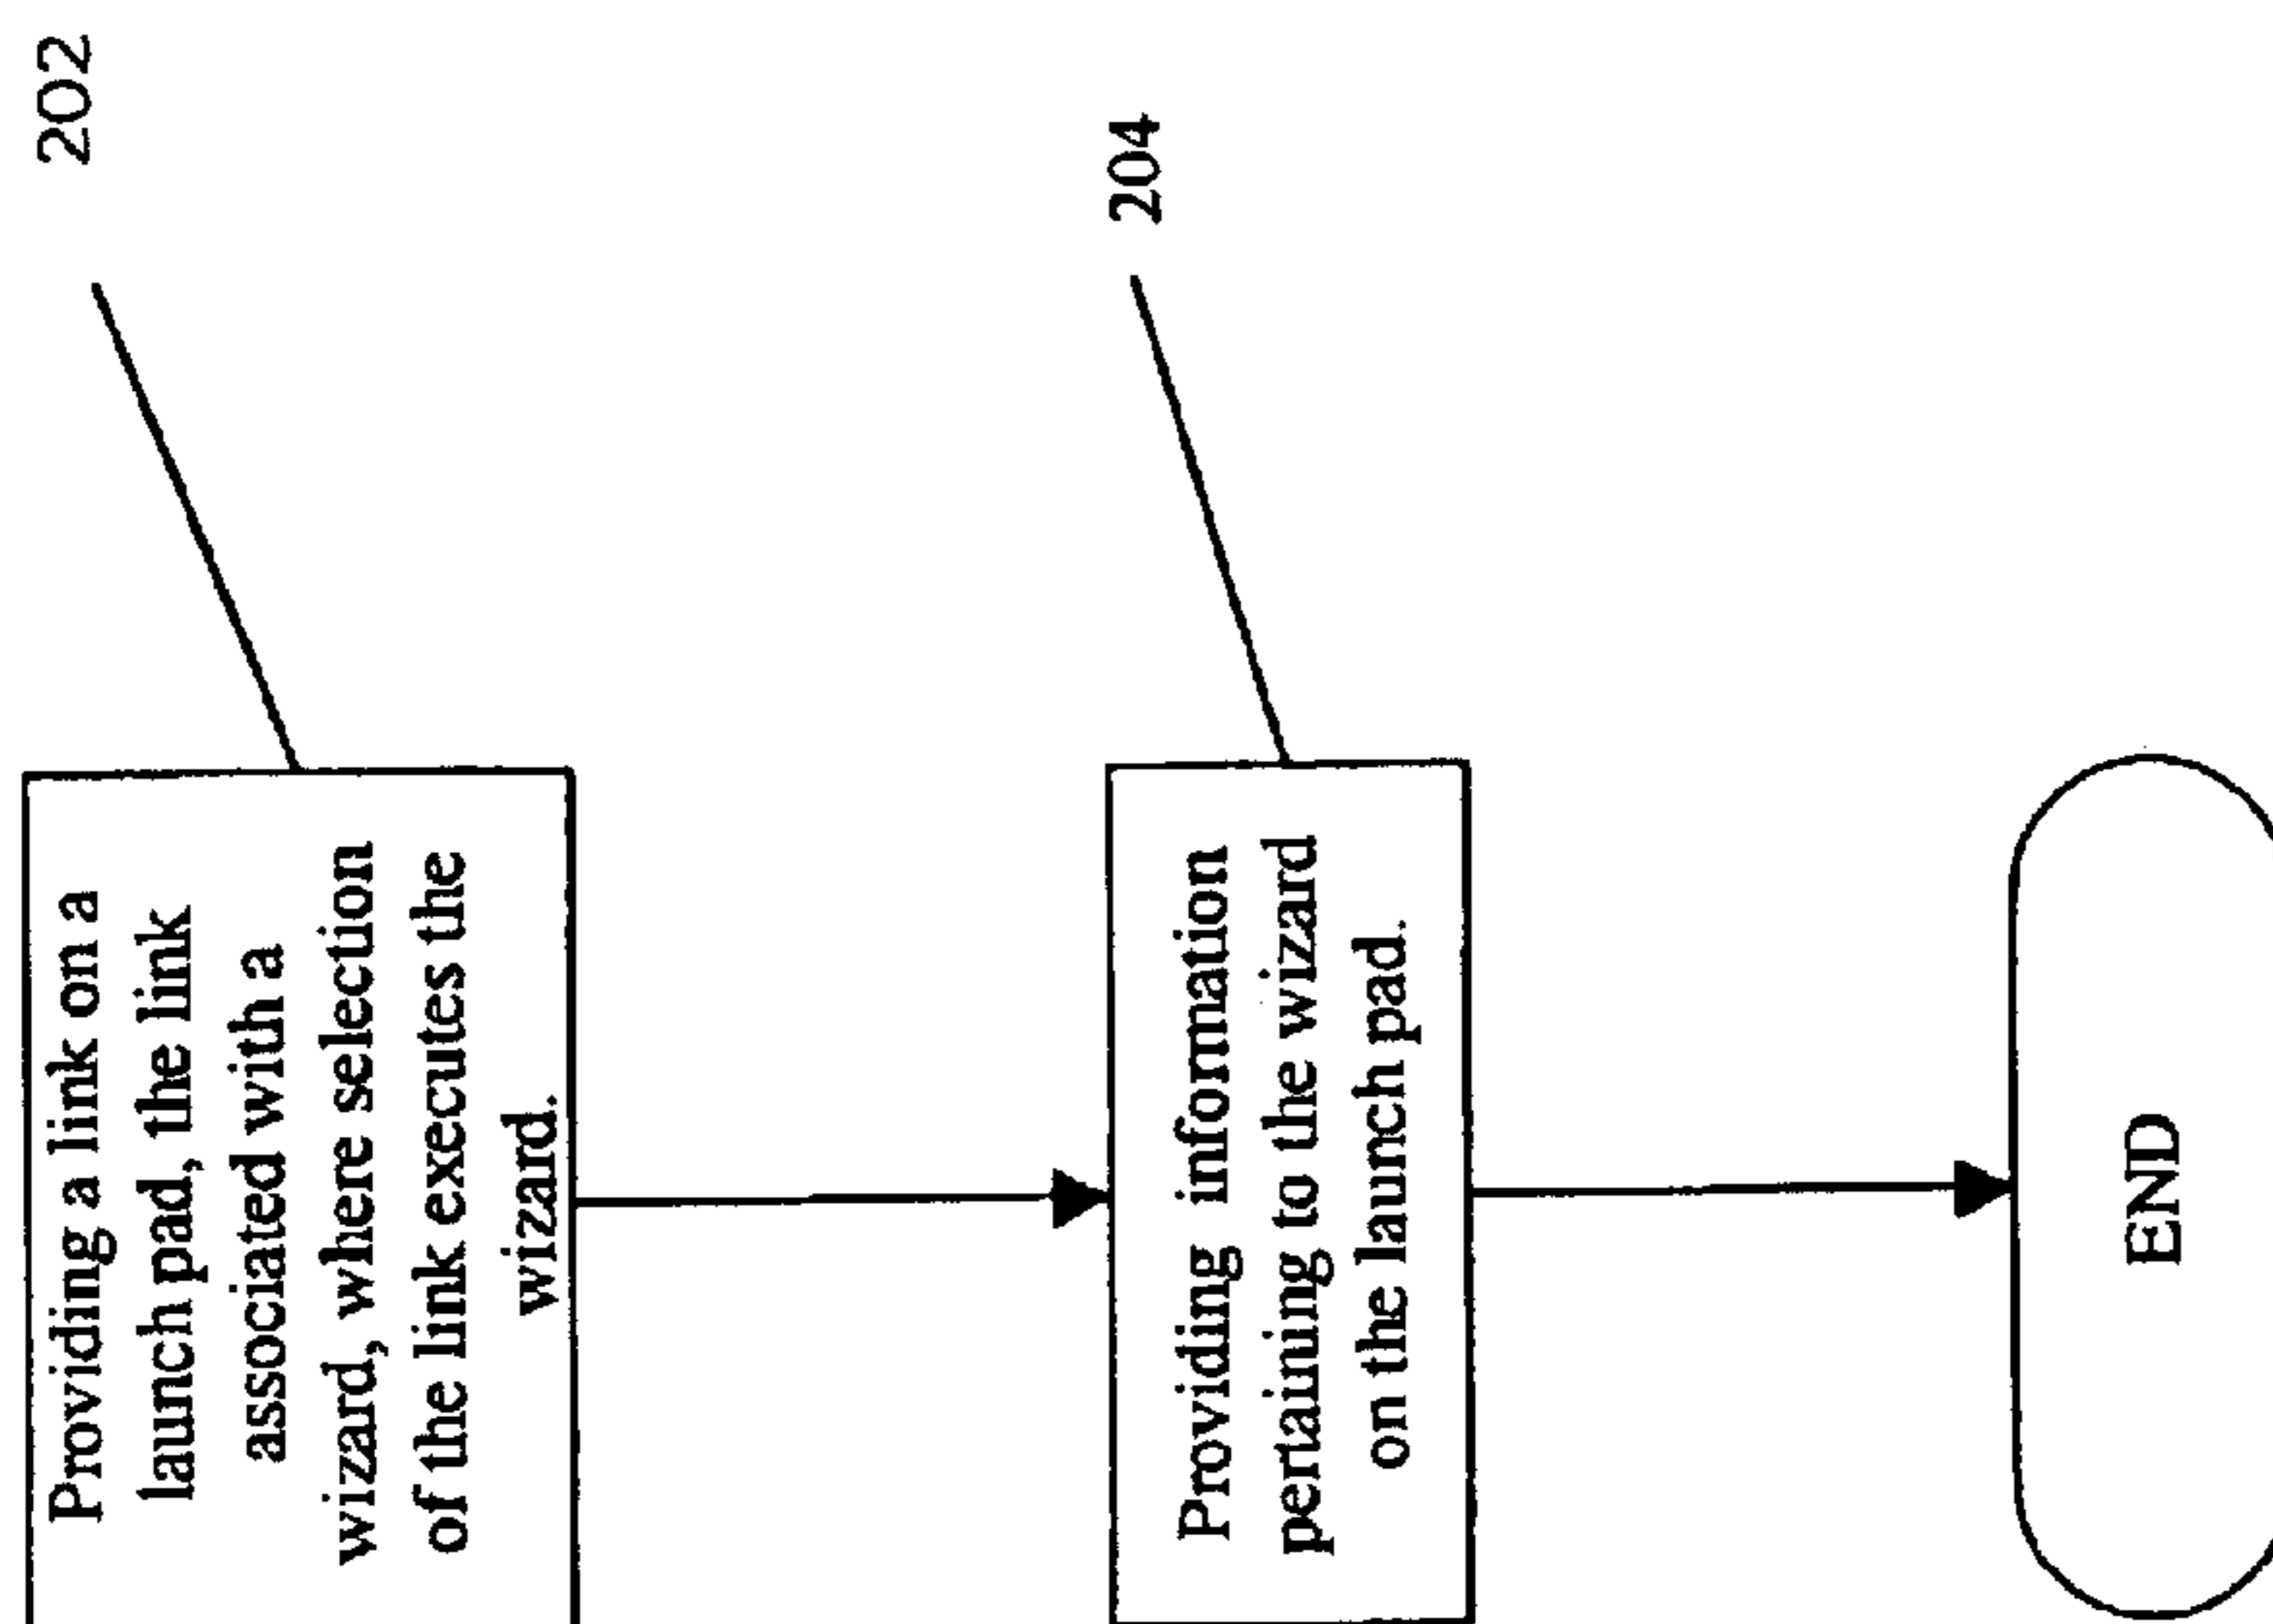 202
Providing a link on a
launch pad, the link
associated with a
wizard, where selection
of the link executes the
wizard.
204
Providing information
pertaining to the wizard
on the launch pad.
END